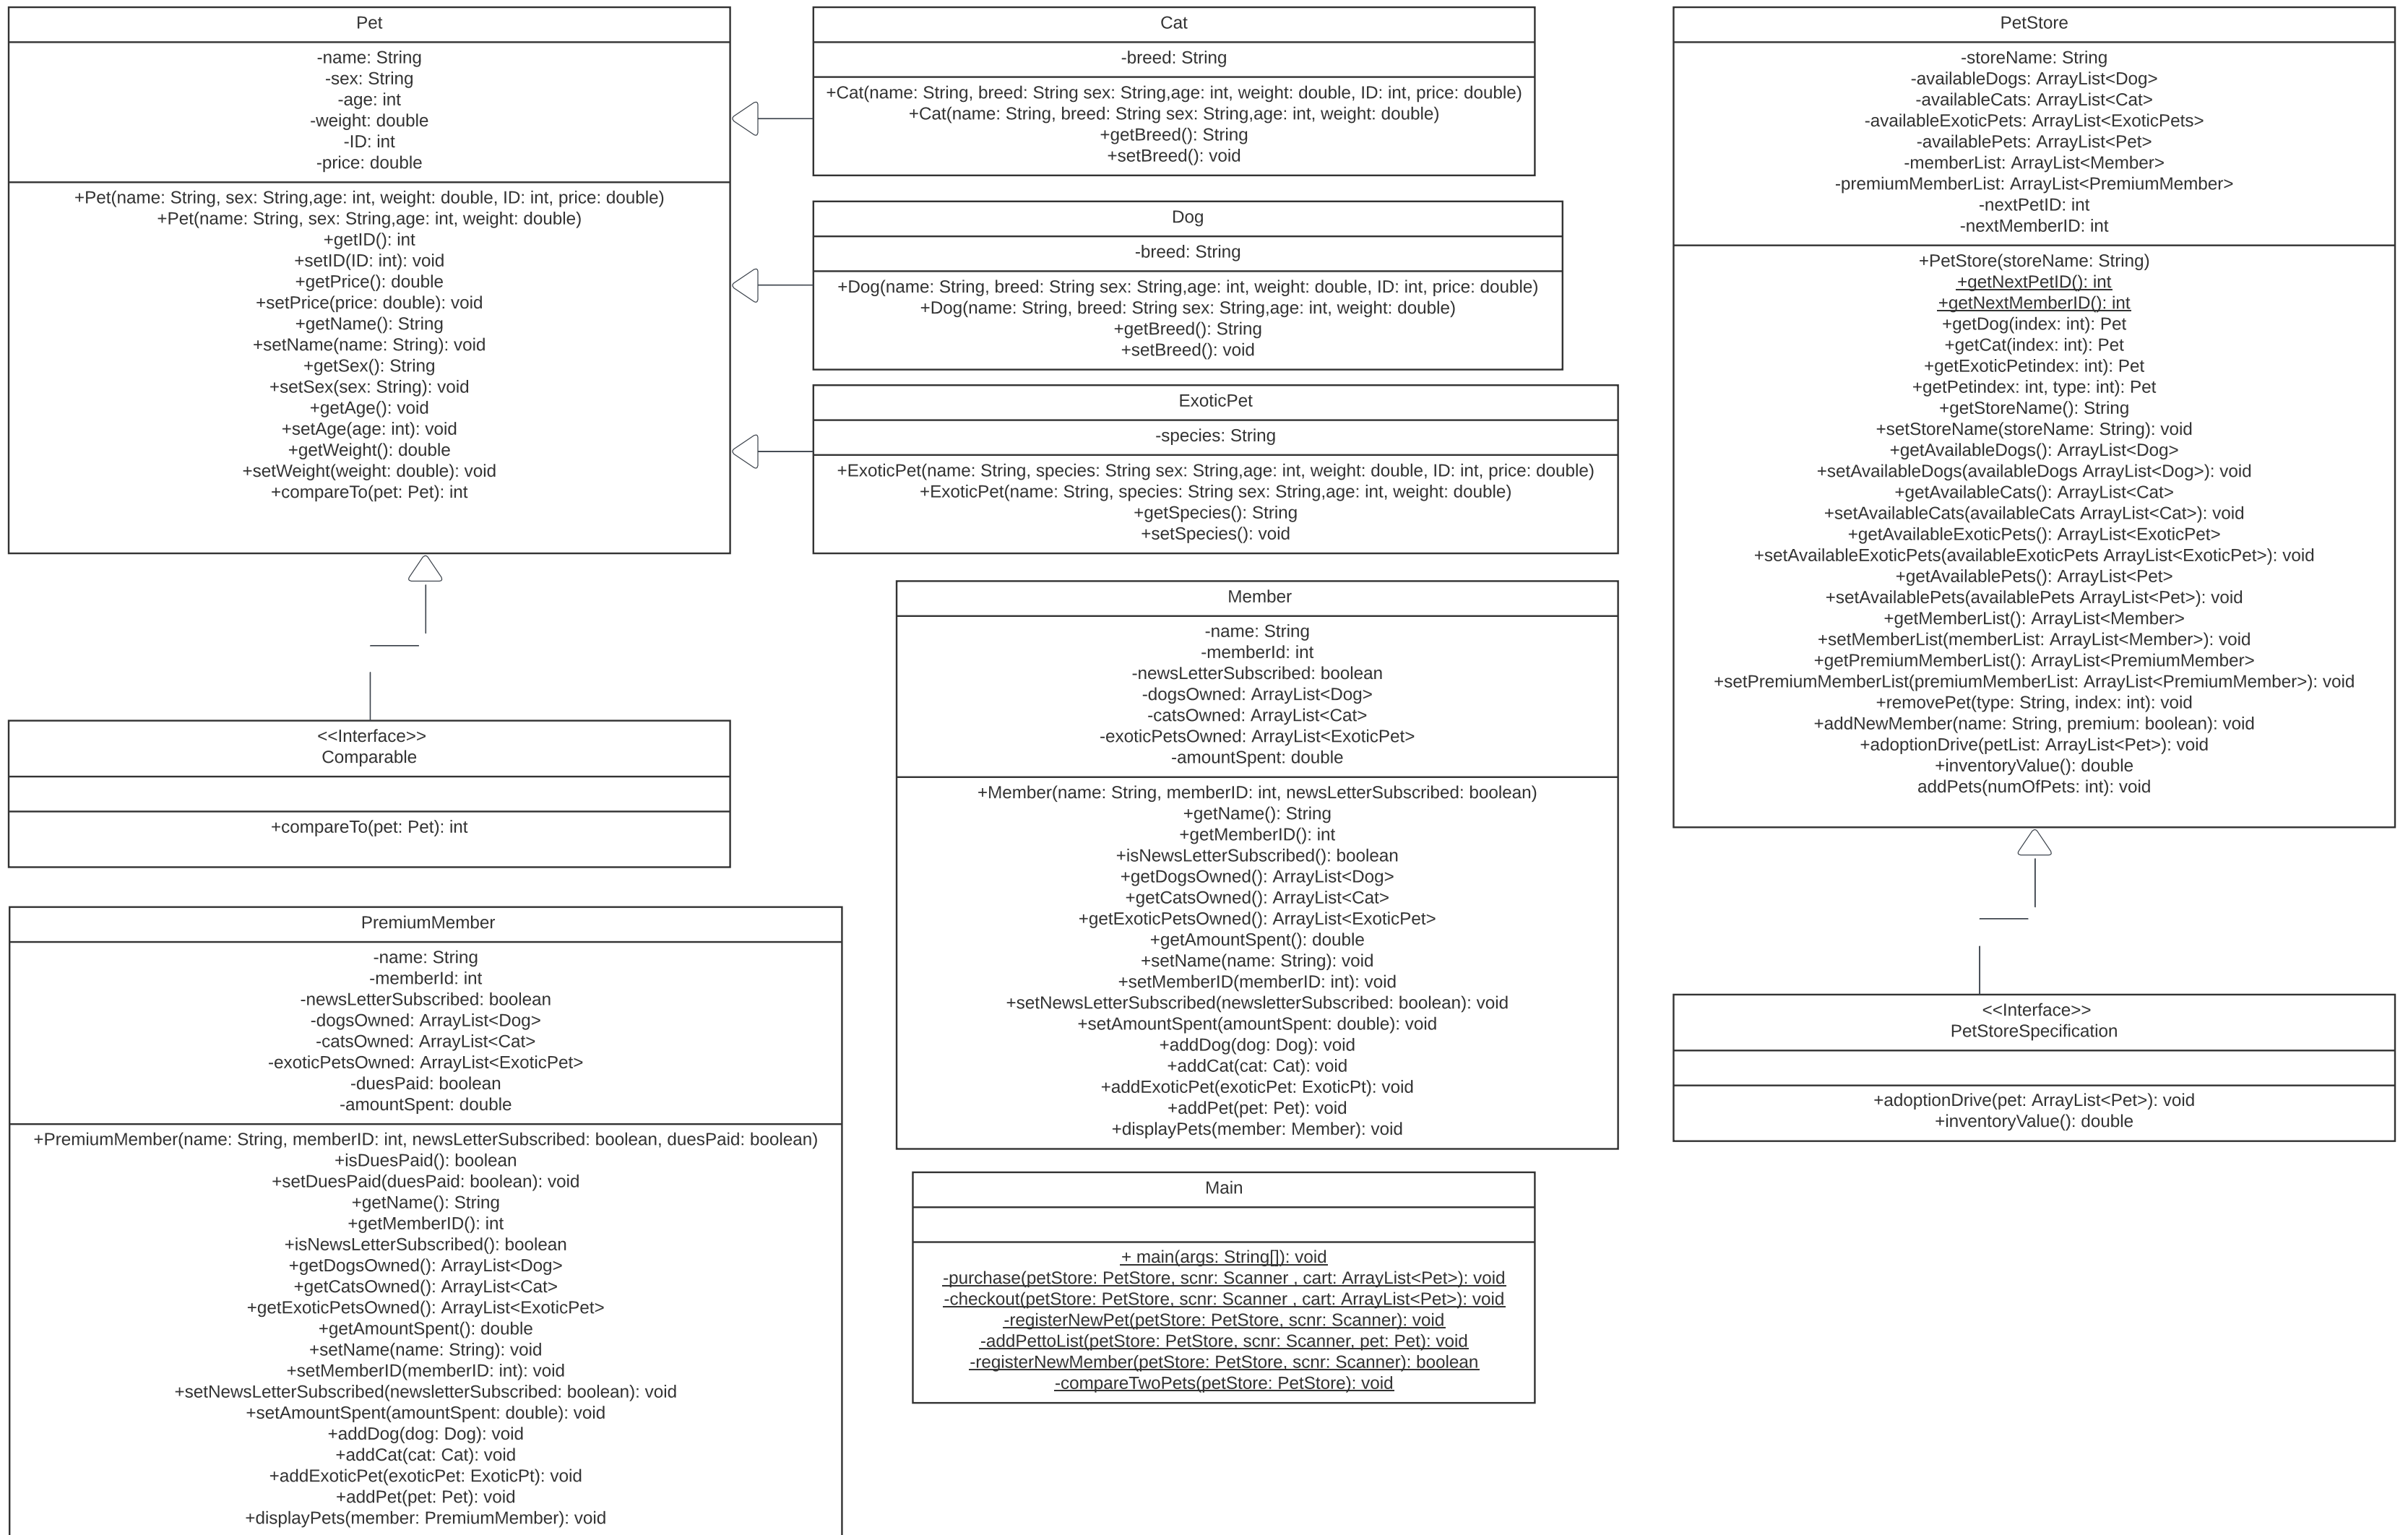 Pet
-name: String
-sex: String
-age: int
-weight: double
-ID: int
-price: double
+Pet(name: String, sex: String,age: int, weight: double, ID: int, price: double)
+Pet(name: String, sex: String,age: int, weight: double)
+getID(): int
+setID(ID: int): void
+getPrice(): double
+setPrice(price: double): void
+getName(): String
+setName(name: String): void
+getSex(): String
+setSex(sex: String): void
+getAge(): void
+setAge(age: int): void
+getWeight(): double
+setWeight(weight: double): void
+compareTo(pet: Pet): int
<<Interface>>
Comparable
+compareTo(pet: Pet): int
PremiumMember
-name: String
-memberId: int
-newsLetterSubscribed: boolean
-dogsOwned: ArrayList<Dog>
-catsOwned: ArrayList<Cat>
-exoticPetsOwned: ArrayList<ExoticPet>
-duesPaid: boolean
-amountSpent: double
+PremiumMember(name: String, memberID: int, newsLetterSubscribed: boolean, duesPaid: boolean)
+isDuesPaid(): boolean
+setDuesPaid(duesPaid: boolean): void
+getName(): String
+getMemberID(): int
+isNewsLetterSubscribed(): boolean
+getDogsOwned(): ArrayList<Dog>
+getCatsOwned(): ArrayList<Cat>
+getExoticPetsOwned(): ArrayList<ExoticPet>
+getAmountSpent(): double
+setName(name: String): void
+setMemberID(memberID: int): void
+setNewsLetterSubscribed(newsletterSubscribed: boolean): void
+setAmountSpent(amountSpent: double): void
+addDog(dog: Dog): void
+addCat(cat: Cat): void
+addExoticPet(exoticPet: ExoticPt): void
+addPet(pet: Pet): void
+displayPets(member: PremiumMember): void
Cat
-breed: String
+Cat(name: String, breed: String sex: String,age: int, weight: double, ID: int, price: double)
+Cat(name: String, breed: String sex: String,age: int, weight: double)
+getBreed(): String
+setBreed(): void
Dog
-breed: String
+Dog(name: String, breed: String sex: String,age: int, weight: double, ID: int, price: double)
+Dog(name: String, breed: String sex: String,age: int, weight: double)
+getBreed(): String
+setBreed(): void
ExoticPet
-species: String
+ExoticPet(name: String, species: String sex: String,age: int, weight: double, ID: int, price: double)
+ExoticPet(name: String, species: String sex: String,age: int, weight: double)
+getSpecies(): String
+setSpecies(): void
Member
-name: String
-memberId: int
-newsLetterSubscribed: boolean
-dogsOwned: ArrayList<Dog>
-catsOwned: ArrayList<Cat>
-exoticPetsOwned: ArrayList<ExoticPet>
-amountSpent: double
+Member(name: String, memberID: int, newsLetterSubscribed: boolean)
+getName(): String
+getMemberID(): int
+isNewsLetterSubscribed(): boolean
+getDogsOwned(): ArrayList<Dog>
+getCatsOwned(): ArrayList<Cat>
+getExoticPetsOwned(): ArrayList<ExoticPet>
+getAmountSpent(): double
+setName(name: String): void
+setMemberID(memberID: int): void
+setNewsLetterSubscribed(newsletterSubscribed: boolean): void
+setAmountSpent(amountSpent: double): void
+addDog(dog: Dog): void
+addCat(cat: Cat): void
+addExoticPet(exoticPet: ExoticPt): void
+addPet(pet: Pet): void
+displayPets(member: Member): void
Main
+ main(args: String[]): void
-purchase(petStore: PetStore, scnr: Scanner , cart: ArrayList<Pet>): void
-checkout(petStore: PetStore, scnr: Scanner , cart: ArrayList<Pet>): void
-registerNewPet(petStore: PetStore, scnr: Scanner): void
-addPettoList(petStore: PetStore, scnr: Scanner, pet: Pet): void
-registerNewMember(petStore: PetStore, scnr: Scanner): boolean
-compareTwoPets(petStore: PetStore): void
PetStore
-storeName: String
-availableDogs: ArrayList<Dog>
-availableCats: ArrayList<Cat>
-availableExoticPets: ArrayList<ExoticPets>
-availablePets: ArrayList<Pet>
-memberList: ArrayList<Member>
-premiumMemberList: ArrayList<PremiumMember>
-nextPetID: int
-nextMemberID: int
+PetStore(storeName: String)
+getNextPetID(): int
+getNextMemberID(): int
+getDog(index: int): Pet
+getCat(index: int): Pet
+getExoticPetindex: int): Pet
+getPetindex: int, type: int): Pet
+getStoreName(): String
+setStoreName(storeName: String): void
+getAvailableDogs(): ArrayList<Dog>
+setAvailableDogs(availableDogs ArrayList<Dog>): void
+getAvailableCats(): ArrayList<Cat>
+setAvailableCats(availableCats ArrayList<Cat>): void
+getAvailableExoticPets(): ArrayList<ExoticPet>
+setAvailableExoticPets(availableExoticPets ArrayList<ExoticPet>): void
+getAvailablePets(): ArrayList<Pet>
+setAvailablePets(availablePets ArrayList<Pet>): void
+getMemberList(): ArrayList<Member>
+setMemberList(memberList: ArrayList<Member>): void
+getPremiumMemberList(): ArrayList<PremiumMember>
+setPremiumMemberList(premiumMemberList: ArrayList<PremiumMember>): void
+removePet(type: String, index: int): void
+addNewMember(name: String, premium: boolean): void
+adoptionDrive(petList: ArrayList<Pet>): void
+inventoryValue(): double
addPets(numOfPets: int): void
<<Interface>>
PetStoreSpecification
+adoptionDrive(pet: ArrayList<Pet>): void
+inventoryValue(): double